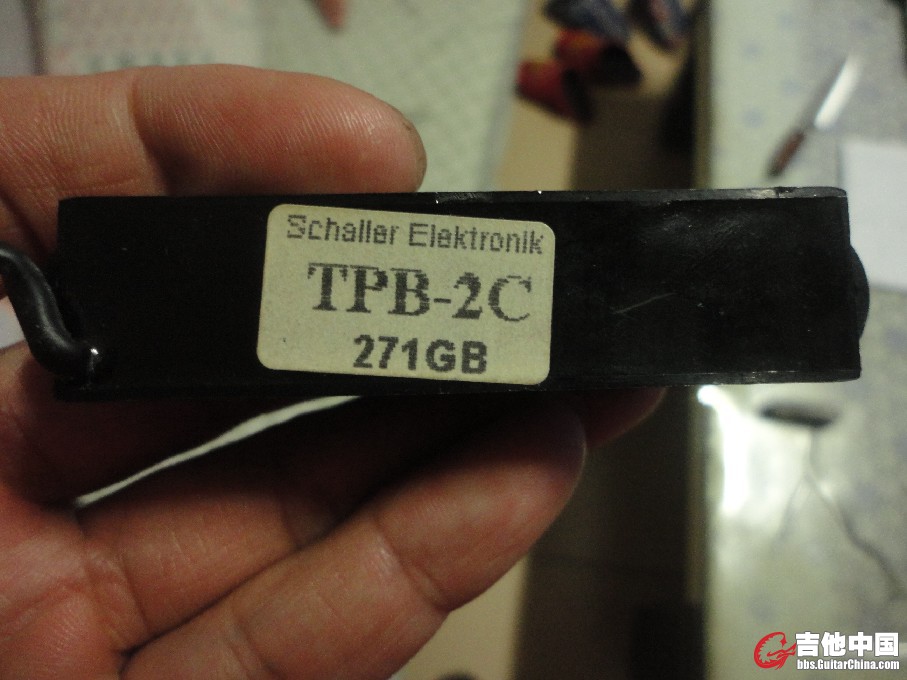 Schaller Elektronik
TPB-2C
271GB
吉他中国
bbs.GuitarChina.com